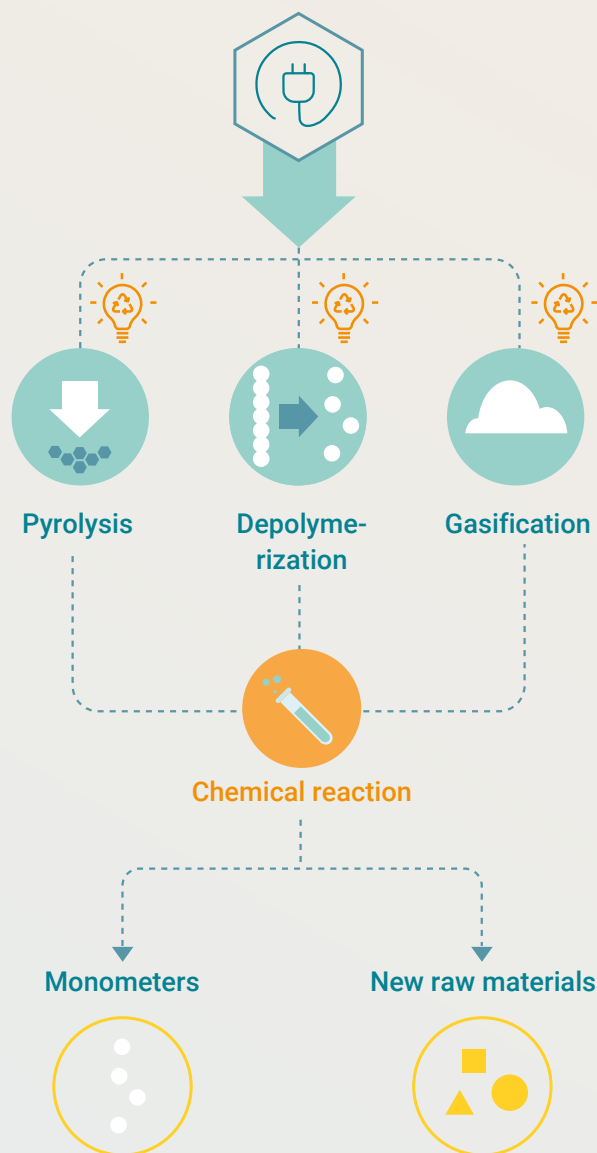 Pyrolysis
Depolyme-
rization
Gasification
Chemical reaction
Monometers
New raw materials